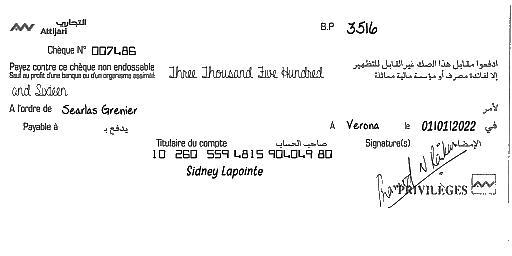 التجاري
Attijari
B.P 3516
Chèque N° 007486
Payez contre ce chèque non endossable
Sauf au profit d'une banque ou d'un organisme assimilé
Three Thousand Five Hundred
ادفعوا مقابل هذا الصك غير القابل للتظهير
إلا لفائدة مصرف أو مؤسسة مالية مماثلة
and Sixteen
A l'ordre de Searlas Grenier
لأمر
Payable à يدفع بـ
A Verona le 01/01/2022 في
Titulaire du compte صاحب الحساب
Signature(s) الإمضاء
10 260 559 4815 904049 80
Sidney Lapointe
PRIVILÈGES